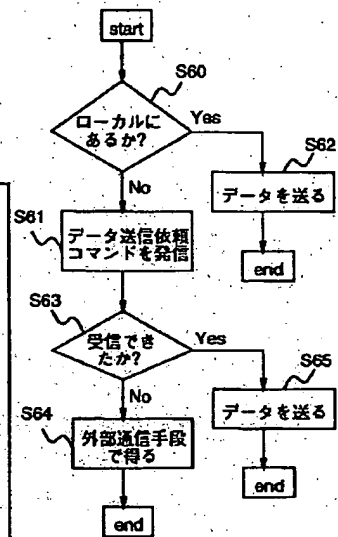 start
S60
ローカルに
あるか?
Yes
S62
データを送る
No
end
S61
データ送信依頼
コマンドを発信
S63
受信でき
たか?
Yes
S65
データを送る
No
end
S64
外部通信手段
で得る
end